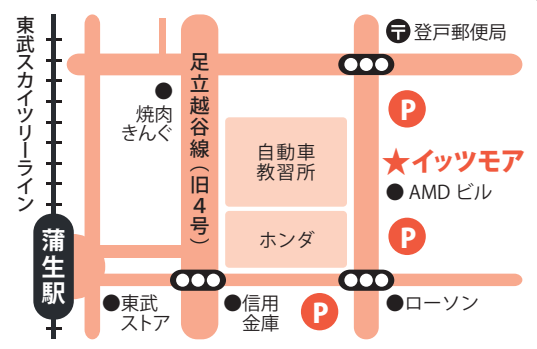 東武スカイツリーライン
蒲生駅
焼肉
きんぐ
足立越谷線(旧4号)
〒登戸郵便局
P
自動車
教習所
★イッツモア
●AMD ビル
ホンダ
P
●東武
ストア
●信用
金庫
P
●ローソン